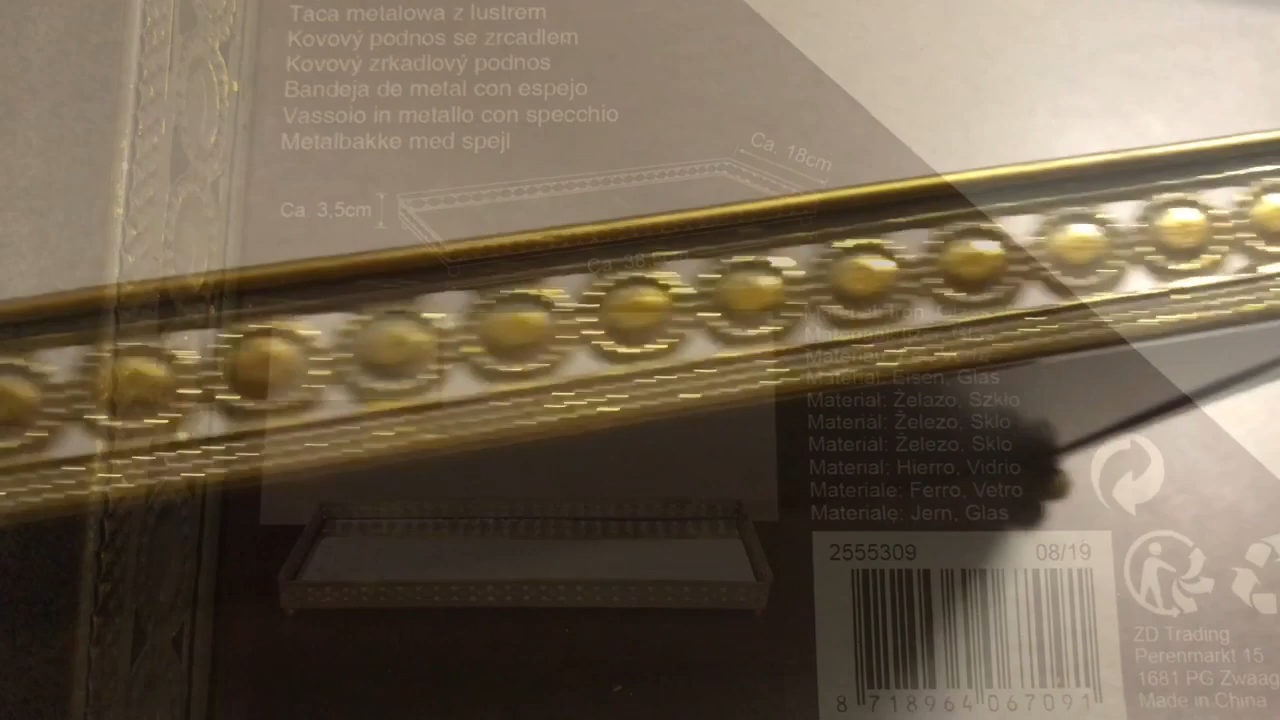 Taca metalowa z lustrem
Kovový podnos se zrcadlem
Kovový zrkadlový podnos
Bandeja de metal con espejo
Vassoio in metallo con specchio
Metalbakke med spejl
Ca. 18cm
Ca. 3,5cm
Material: Eisen, Glas
Materiał: Żelazo, Szkło
Materiál: Železo, Sklo
Materiál: Železo, Sklo
Material: Hierro, Vidrio
Materiale: Ferro, Vetro
Materiale: Jern, Glas
2555309 08/19
8 718964 067091
ZD Trading
Perenmarkt 15
1681 PG Zwaag
Made in China